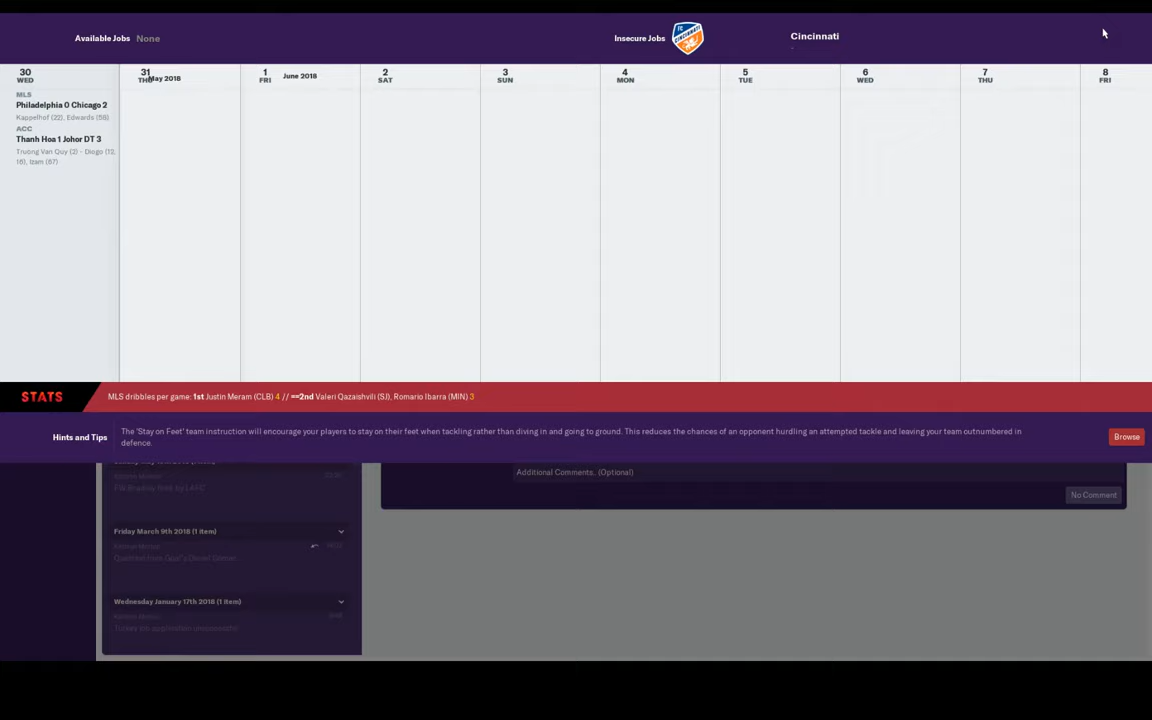 Available Jobs None
Insecure Jobs
FC CINCINNATI
Cincinnati
30 WED
31 THU
May 2018
1 FRI
June 2018
2 SAT
3 SUN
4 MON
5 TUE
6 WED
7 THU
8 FRI
MLS
Philadelphia 0 Chicago 2
Kappelhof (22), Edwards (58)
ACC
Thanh Hoa 1 Johor DT 3
Truong Van Quy (2) - Diogo (12,
16), Izam (67)
STATS
MLS dribbles per game: 1st Justin Meram (CLB) 4 // ==2nd Valeri Qazaishvili (SJ), Romario Ibarra (MIN) 3
Hints and Tips
The 'Stay on Feet' team instruction will encourage your players to stay on their feet when tackling rather than diving in and going to ground. This reduces the chances of an opponent hurdling an attempted tackle and leaving your team outnumbered in
defence.
Browse
Additional Comments.. (Optional)
No Comment
Friday March 9th 2018 (1 item)
Wednesday January 17th 2018 (1 item)
Turkey job application unsuccessful